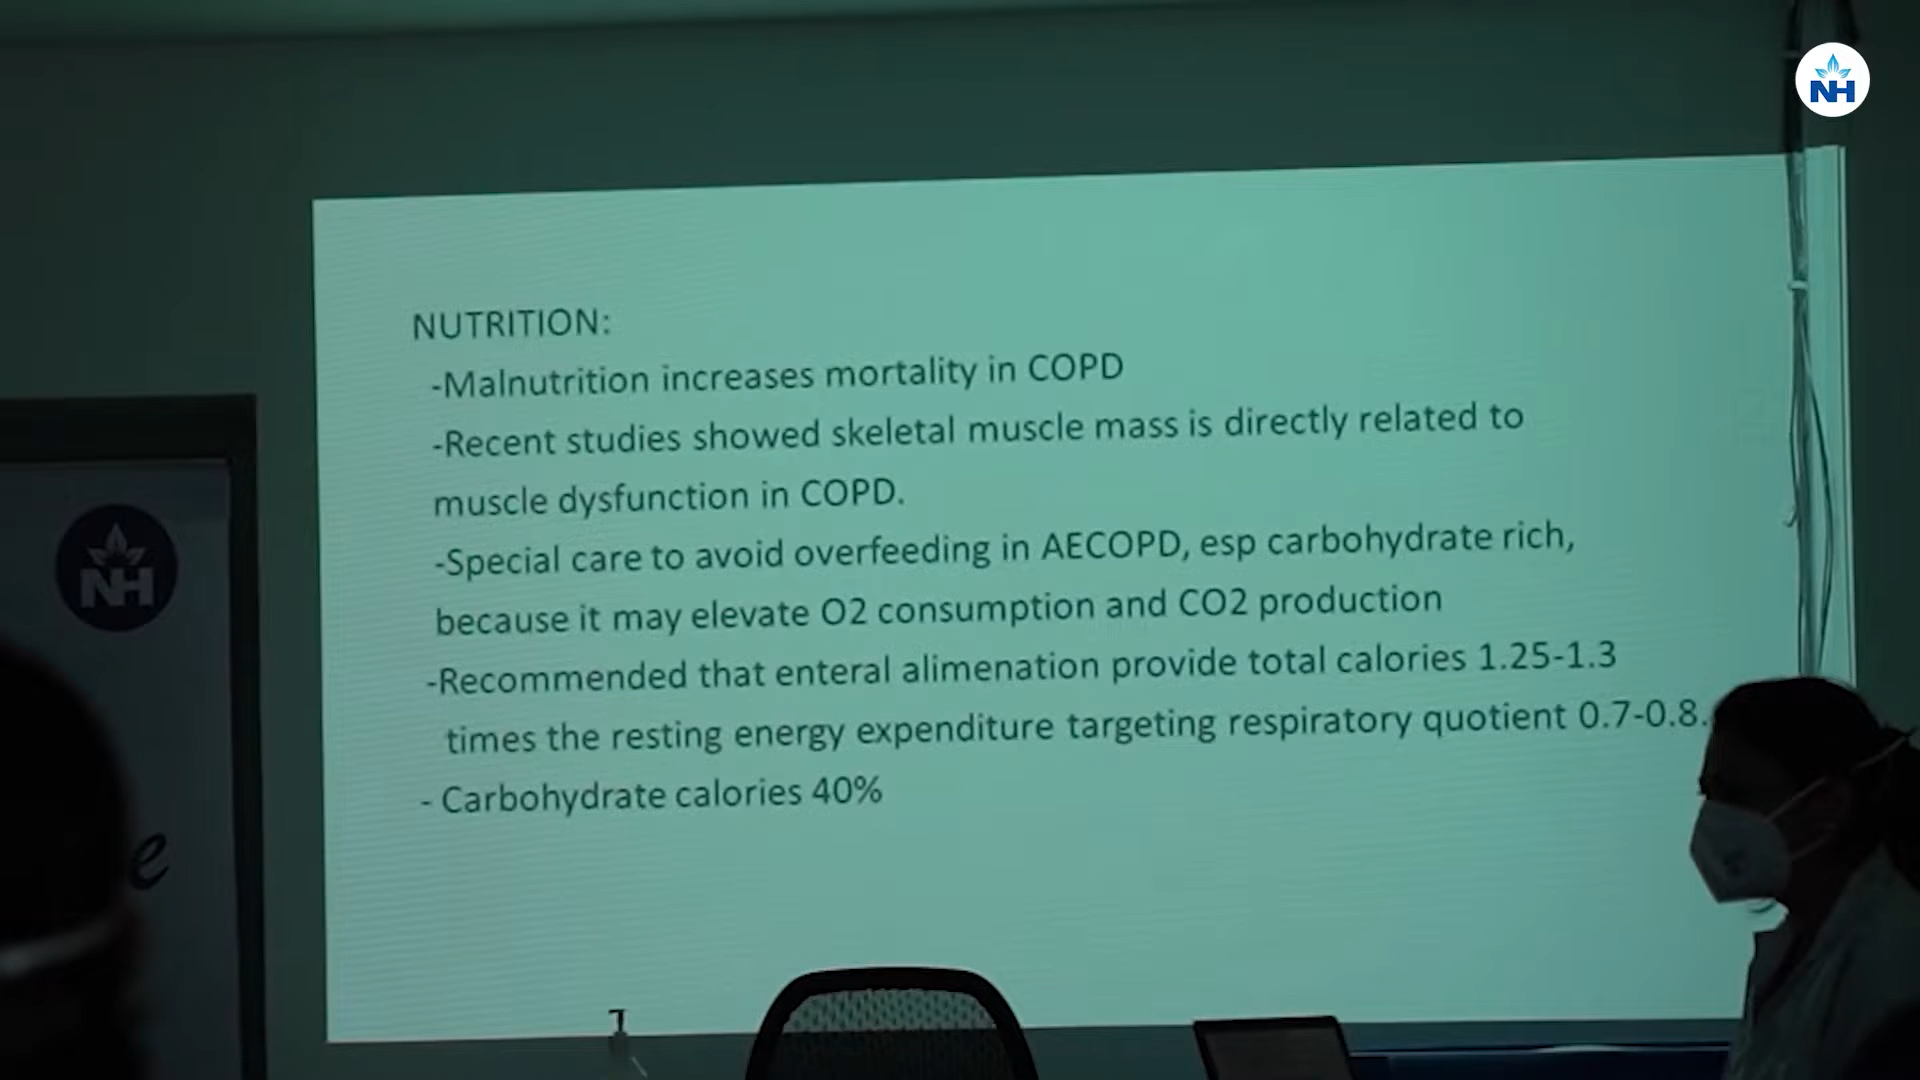 NH
NUTRITION:
-Malnutrition increases mortality in COPD
-Recent studies showed skeletal muscle mass is directly related to
muscle dysfunction in COPD.
-Special care to avoid overfeeding in AECOPD, esp carbohydrate rich,
because it may elevate O2 consumption and CO2 production
-Recommended that enteral alimenation provide total calories 1.25-1.3
times the resting energy expenditure targeting respiratory quotient 0.7-0.8.
- Carbohydrate calories 40%
NH
e